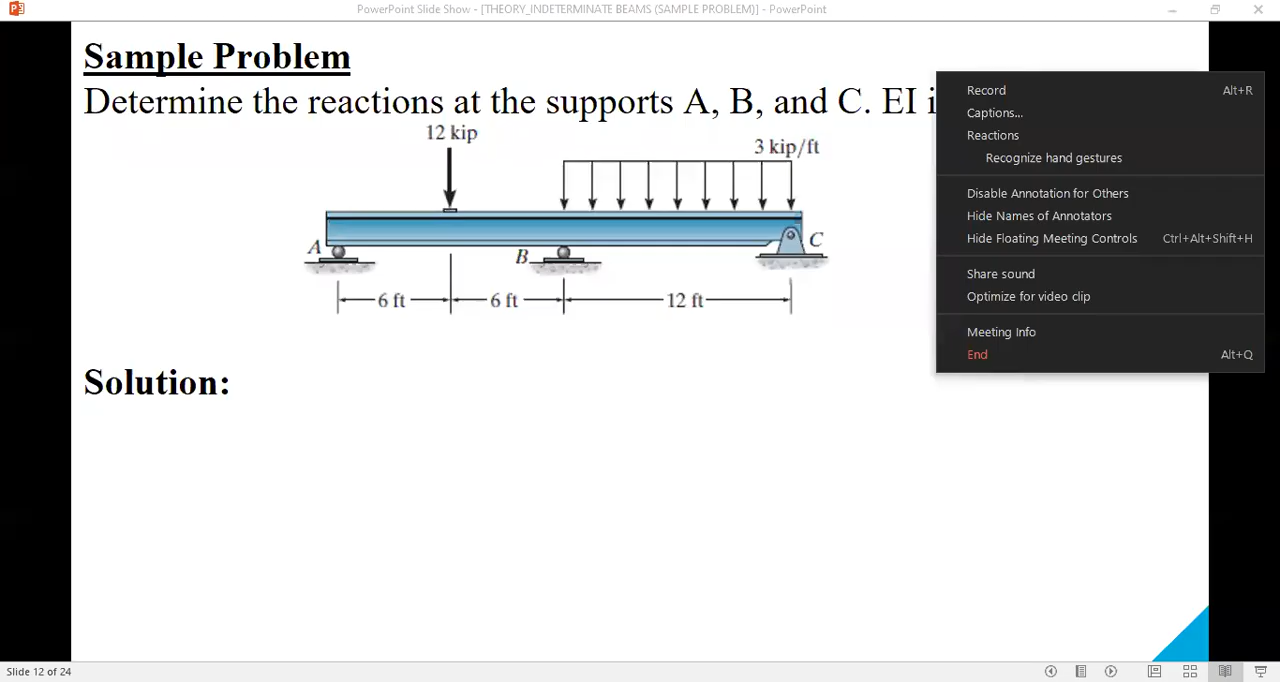 PowerPoint Slide Show - [THEORY_INDETERMINATE BEAMS (SAMPLE PROBLEM)] - PowerPoint
Sample Problem
Determine the reactions at the supports A, B, and C. EI i
12 kip
3 kip/ft
A
B
C
6 ft
6 ft
12 ft
Solution:
Record Alt+R
Captions...
Reactions
Recognize hand gestures
Disable Annotation for Others
Hide Names of Annotators
Hide Floating Meeting Controls Ctrl+Alt+Shift+H
Share sound
Optimize for video clip
Meeting Info
End Alt+Q
Slide 12 of 24